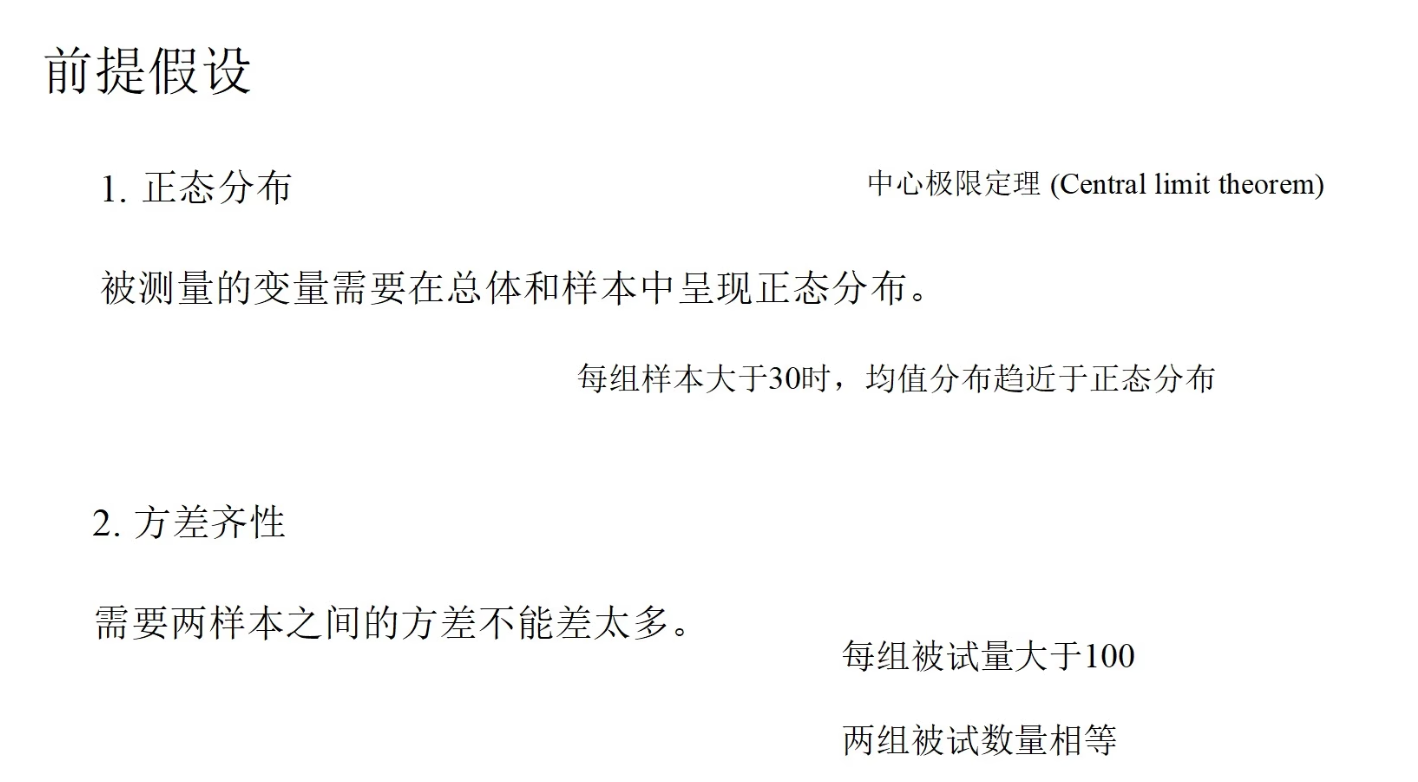 前提假设
1. 正态分布
中心极限定理 (Central limit theorem)
被测量的变量需要在总体和样本中呈现正态分布。
每组样本大于30时，均值分布趋近于正态分布
2. 方差齐性
需要两样本之间的方差不能差太多。
每组被试量大于100
两组被试数量相等